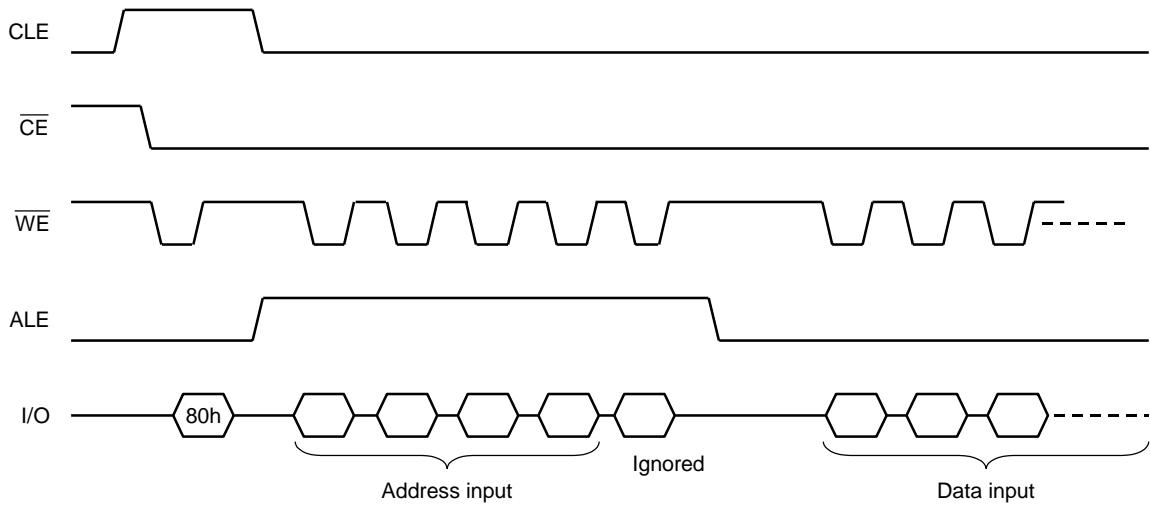 CLE
CE
WE
ALE
I/O
80h
Ignored
Address input
Data input